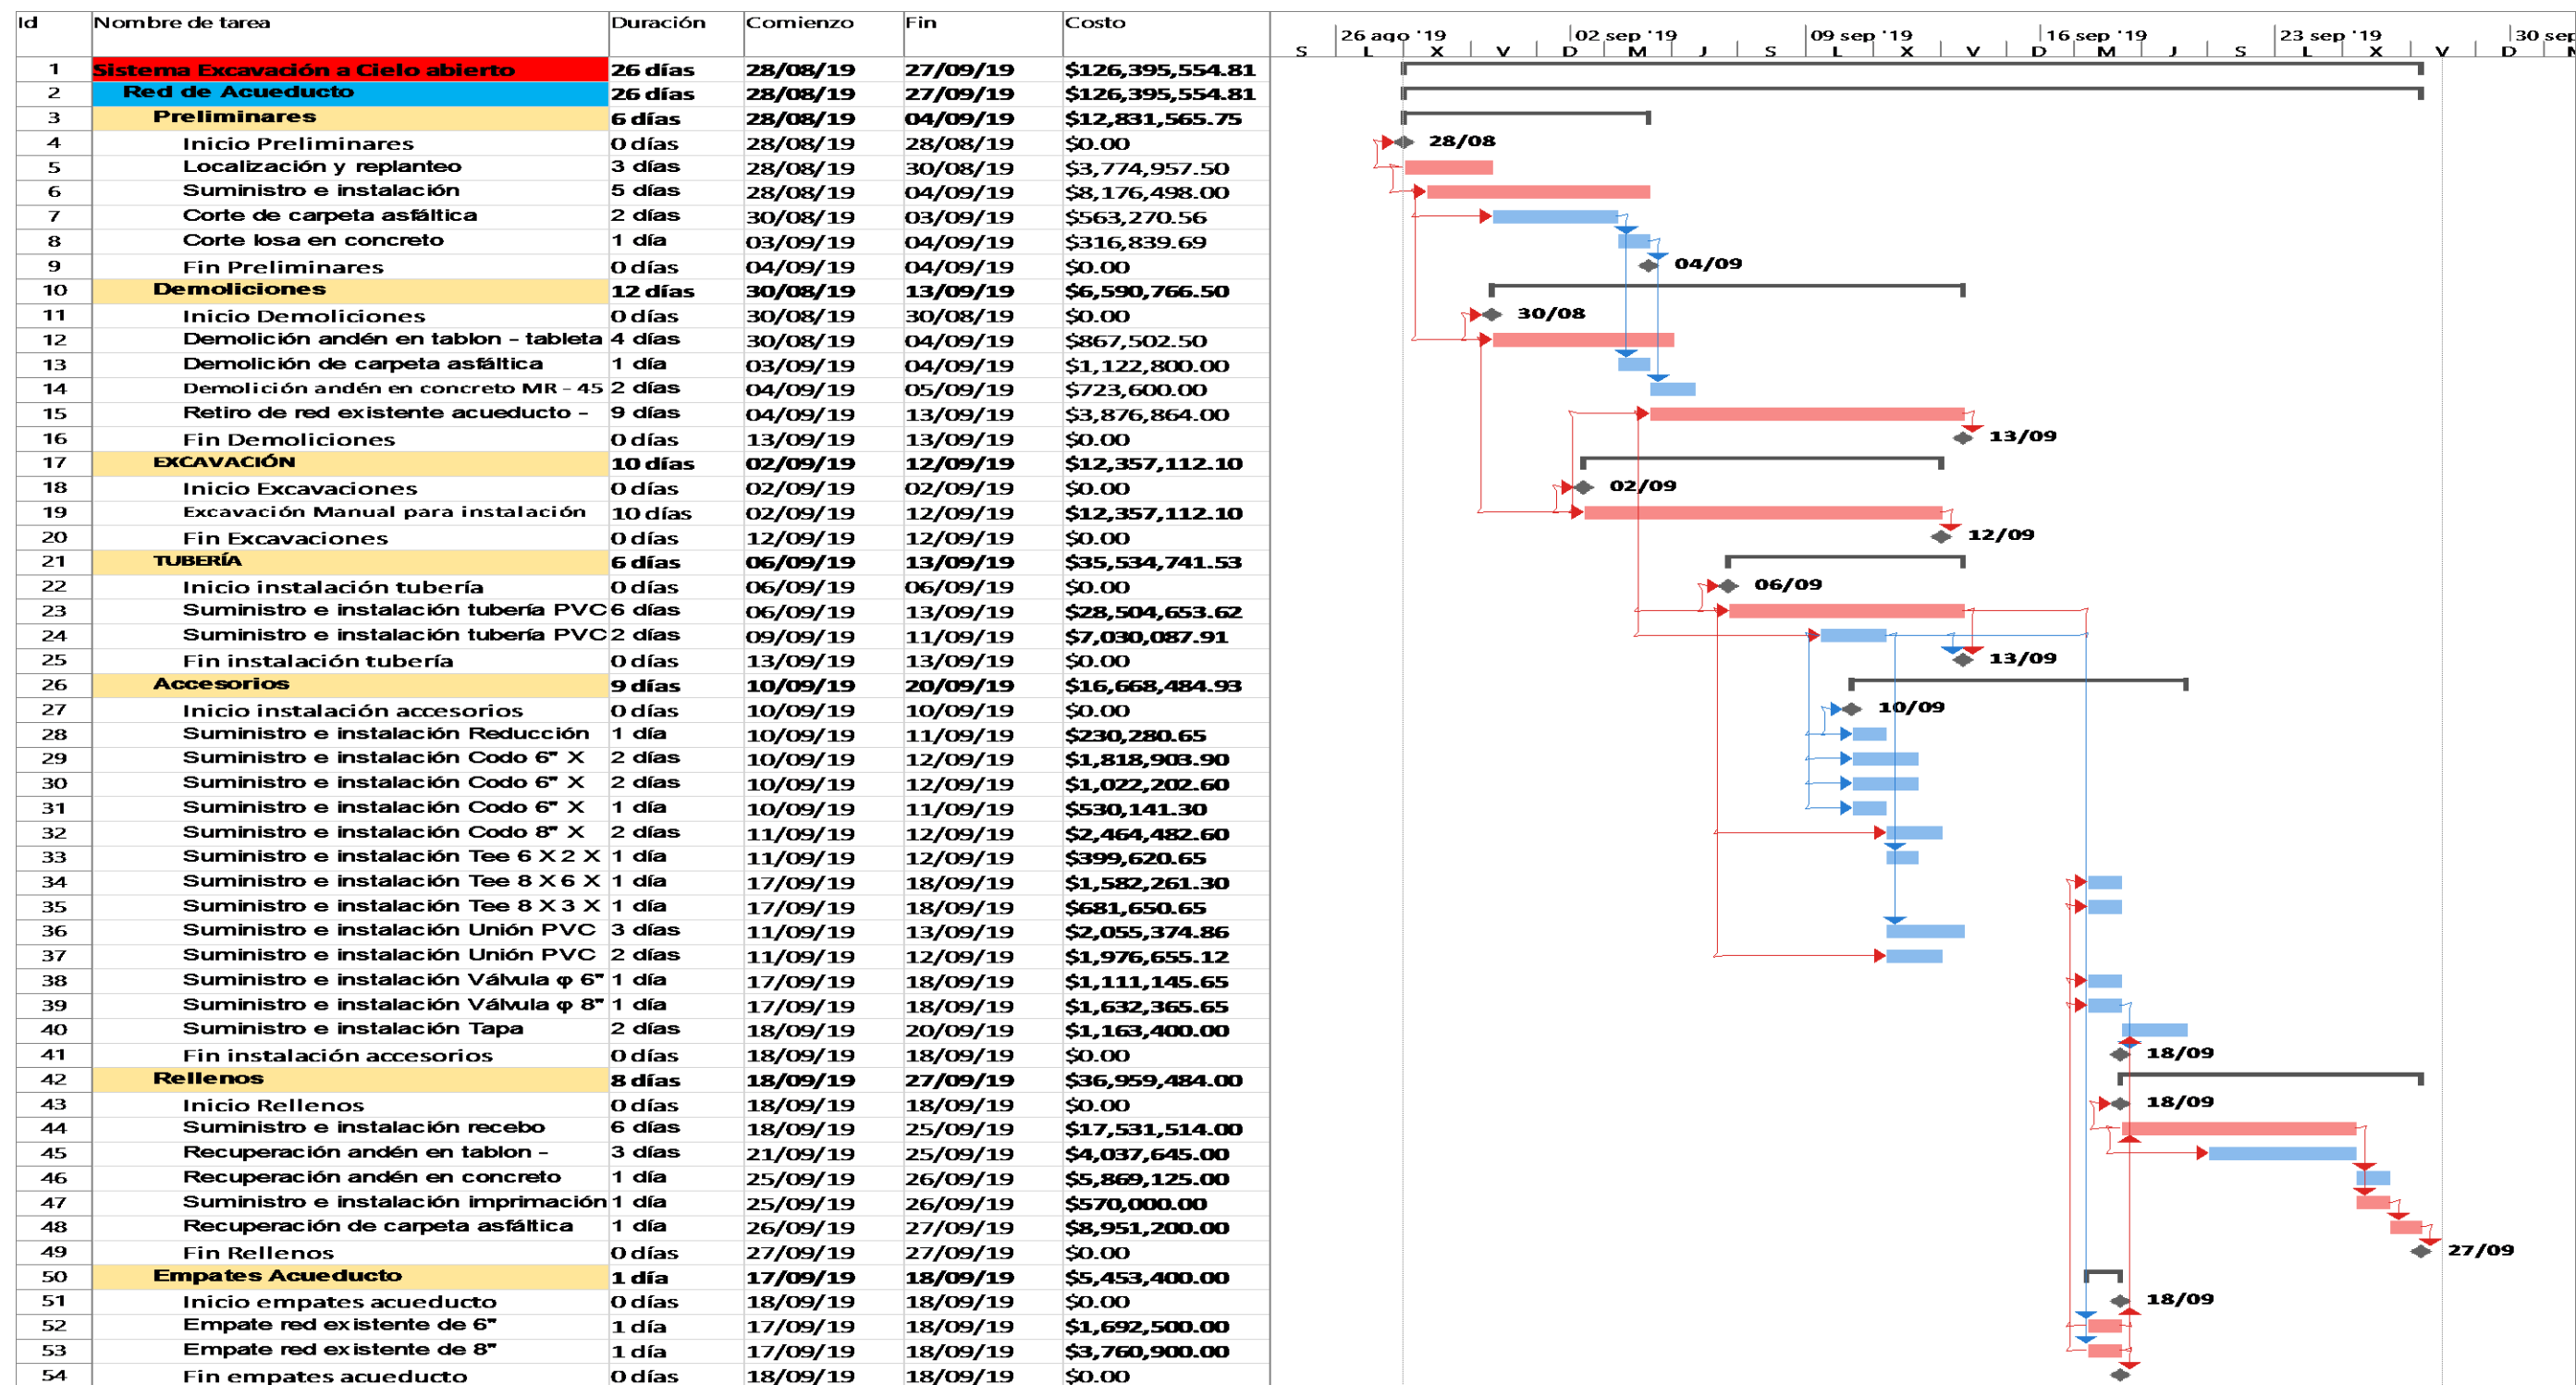 Id Nombre de tarea Duración Comienzo Fin Costo
26 ago '19 02 sep '19 09 sep '19 16 sep '19 23 sep '19 30 sep
S L X V D M J S L X V D M J S L X V D
1 Sistema Excavación a Cielo abierto 26 días 28/08/19 27/09/19 $126,395,554.81
2 Red de Acueducto 26 días 28/08/19 27/09/19 $126,395,554.81
3 Preliminares 6 días 28/08/19 04/09/19 $12,831,565.75
4 Inicio Preliminares 0 días 28/08/19 28/08/19 $0.00 28/08
5 Localización y replanteo 3 días 28/08/19 30/08/19 $3,774,957.50
6 Suministro e instalación 5 días 28/08/19 04/09/19 $8,176,498.00
7 Corte de carpeta asfáltica 2 días 30/08/19 03/09/19 $563,270.56
8 Corte losa en concreto 1 día 03/09/19 04/09/19 $316,839.69
9 Fin Preliminares 0 días 04/09/19 04/09/19 $0.00 04/09
10 Demoliciones 12 días 30/08/19 13/09/19 $6,590,766.50
11 Inicio Demoliciones 0 días 30/08/19 30/08/19 $0.00 30/08
12 Demolición andén en tablon - tableta 4 días 30/08/19 04/09/19 $867,502.50
13 Demolición de carpeta asfáltica 1 día 03/09/19 04/09/19 $1,122,800.00
14 Demolición andén en concreto MR - 45 2 días 04/09/19 05/09/19 $723,600.00
15 Retiro de red existente acueducto - 9 días 04/09/19 13/09/19 $3,876,864.00
16 Fin Demoliciones 0 días 13/09/19 13/09/19 $0.00 13/09
17 EXCAVACIÓN 10 días 02/09/19 12/09/19 $12,357,112.10
18 Inicio Excavaciones 0 días 02/09/19 02/09/19 $0.00 02/09
19 Excavación Manual para instalación 10 días 02/09/19 12/09/19 $12,357,112.10
20 Fin Excavaciones 0 días 12/09/19 12/09/19 $0.00 12/09
21 TUBERÍA 6 días 06/09/19 13/09/19 $35,534,741.53
22 Inicio instalación tubería 0 días 06/09/19 06/09/19 $0.00 06/09
23 Suministro e instalación tubería PVC 6 días 06/09/19 13/09/19 $28,504,653.62
24 Suministro e instalación tubería PVC 2 días 09/09/19 11/09/19 $7,030,087.91
25 Fin instalación tubería 0 días 13/09/19 13/09/19 $0.00 13/09
26 Accesorios 9 días 10/09/19 20/09/19 $16,668,484.93
27 Inicio instalación accesorios 0 días 10/09/19 10/09/19 $0.00 10/09
28 Suministro e instalación Reducción 1 día 10/09/19 11/09/19 $230,280.65
29 Suministro e instalación Codo 6" X 2 días 10/09/19 12/09/19 $1,818,903.90
30 Suministro e instalación Codo 6" X 2 días 10/09/19 12/09/19 $1,022,202.60
31 Suministro e instalación Codo 6" X 1 día 10/09/19 11/09/19 $530,141.30
32 Suministro e instalación Codo 8" X 2 días 11/09/19 12/09/19 $2,464,482.60
33 Suministro e instalación Tee 6 X 2 X 1 día 11/09/19 12/09/19 $399,620.65
34 Suministro e instalación Tee 8 X 6 X 1 día 17/09/19 18/09/19 $1,582,261.30
35 Suministro e instalación Tee 8 X 3 X 1 día 17/09/19 18/09/19 $681,650.65
36 Suministro e instalación Unión PVC 3 días 11/09/19 13/09/19 $2,055,374.86
37 Suministro e instalación Unión PVC 2 días 11/09/19 12/09/19 $1,976,655.12
38 Suministro e instalación Válvula φ 6" 1 día 17/09/19 18/09/19 $1,111,145.65
39 Suministro e instalación Válvula φ 8" 1 día 17/09/19 18/09/19 $1,632,365.65
40 Suministro e instalación Tapa 2 días 18/09/19 20/09/19 $1,163,400.00
41 Fin instalación accesorios 0 días 18/09/19 18/09/19 $0.00 18/09
42 Rellenos 8 días 18/09/19 27/09/19 $36,959,484.00
43 Inicio Rellenos 0 días 18/09/19 18/09/19 $0.00 18/09
44 Suministro e instalación recebo 6 días 18/09/19 25/09/19 $17,531,514.00
45 Recuperación andén en tablon - 3 días 21/09/19 25/09/19 $4,037,645.00
46 Recuperación andén en concreto 1 día 25/09/19 26/09/19 $5,869,125.00
47 Suministro e instalación imprimación 1 día 25/09/19 26/09/19 $570,000.00
48 Recuperación de carpeta asfáltica 1 día 26/09/19 27/09/19 $8,951,200.00
49 Fin Rellenos 0 días 27/09/19 27/09/19 $0.00 27/09
50 Empates Acueducto 1 día 17/09/19 18/09/19 $5,453,400.00
51 Inicio empates acueducto 0 días 18/09/19 18/09/19 $0.00 18/09
52 Empate red existente de 6" 1 día 17/09/19 18/09/19 $1,692,500.00
53 Empate red existente de 8" 1 día 17/09/19 18/09/19 $3,760,900.00
54 Fin empates acueducto 0 días 18/09/19 18/09/19 $0.00